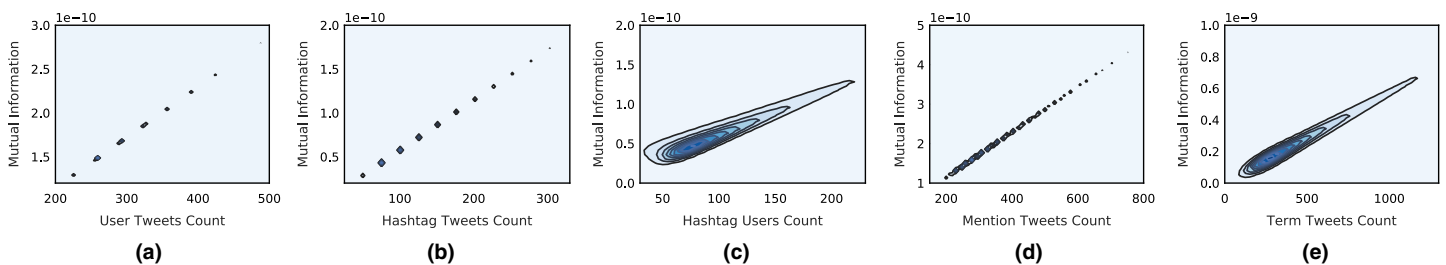 1e−10
3.0
2.5
2.0
1.5
Mutual Information
200
300
400
500
User Tweets Count
(a)
1e−10
2.0
1.5
1.0
0.5
Mutual Information
100
200
300
Hashtag Tweets Count
(b)
1e−10
2.0
1.5
1.0
0.5
0.0
Mutual Information
50
100
150
200
Hashtag Users Count
(c)
1e−10
5
4
3
2
1
Mutual Information
200
400
600
800
Mention Tweets Count
(d)
1e−9
1.0
0.8
0.6
0.4
0.2
0.0
Mutual Information
0
500
1000
Term Tweets Count
(e)